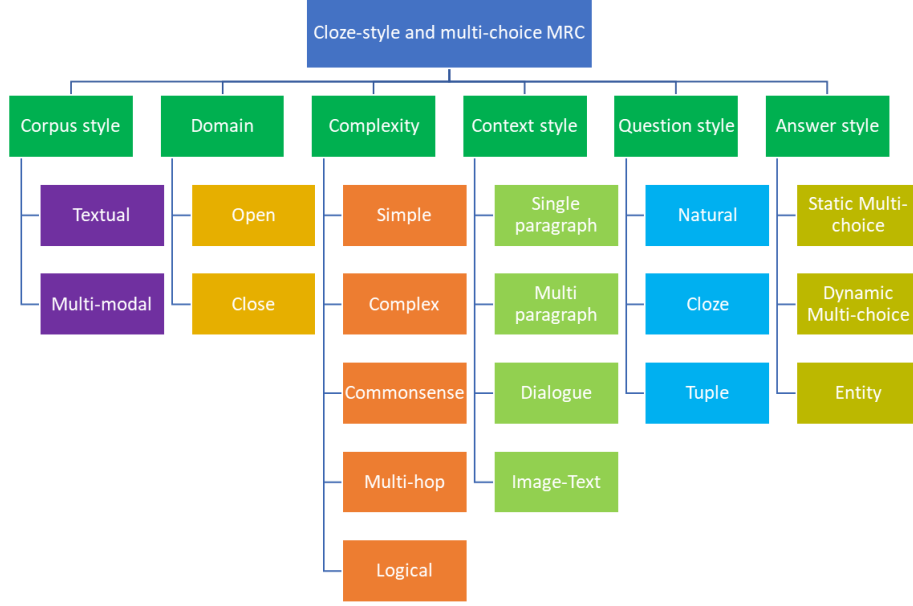 Cloze-style and multi-choice MRC
Corpus style
Domain
Complexity
Context style
Question style
Answer style
Textual
Open
Simple
Single
paragraph
Natural
Static Multi-
choice
Multi-modal
Close
Complex
Multi
paragraph
Cloze
Dynamic
Multi-choice
Commonsense
Dialogue
Tuple
Entity
Multi-hop
Image-Text
Logical